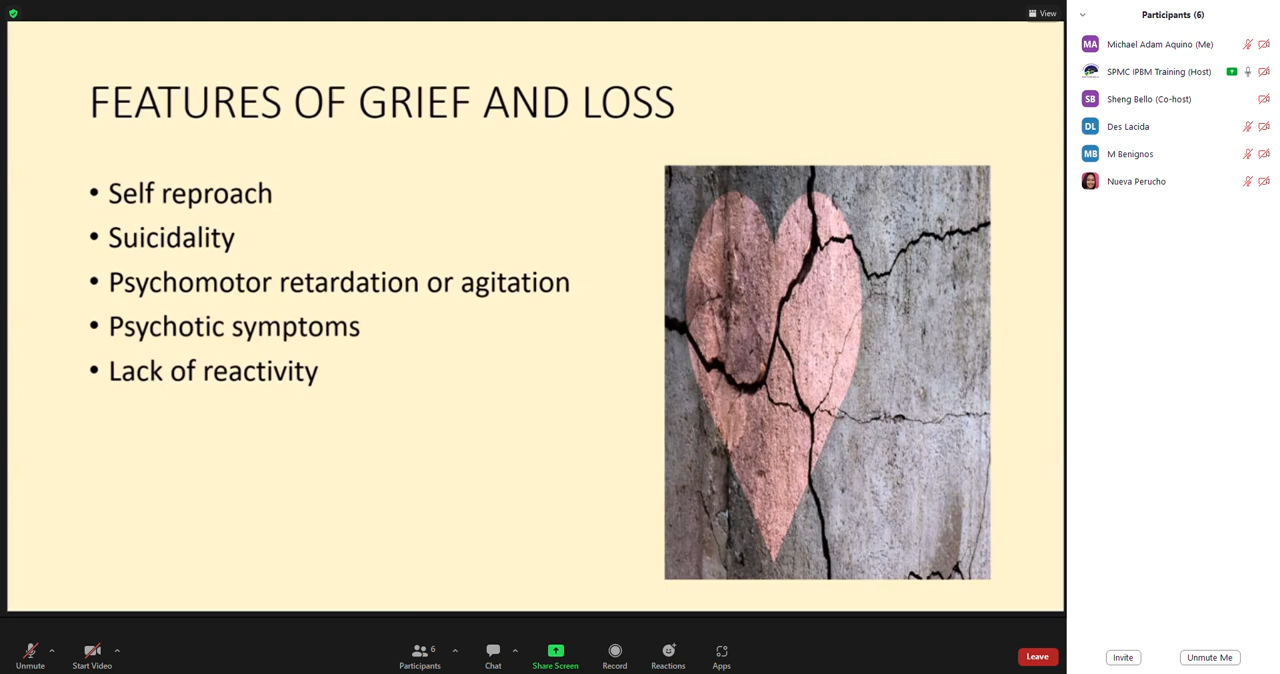 View
FEATURES OF GRIEF AND LOSS
• Self reproach
• Suicidality
• Psychomotor retardation or agitation
• Psychotic symptoms
• Lack of reactivity
Participants (6)
MA Michael Adam Aquino (Me)
SPMC IPBM Training (Host)
SB Sheng Bello (Co-host)
DL Des Lacida
MB M Benignos
Nueva Perucho
Unmute
Start Video
6
Participants
Chat
Share Screen
Record
Reactions
Apps
Leave
Invite
Unmute Me